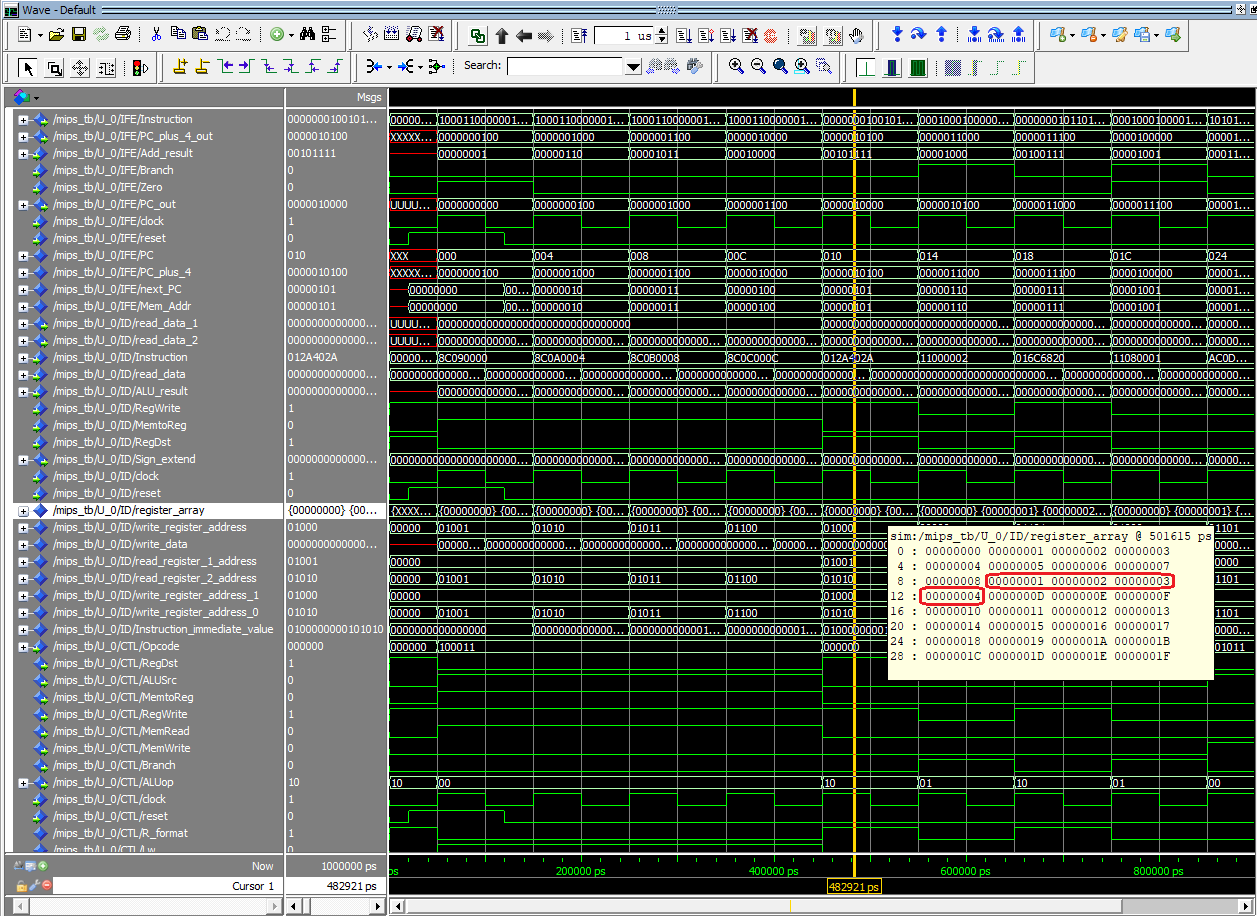 Wave - Default
1 us
Search:
Msgs
/mips_tb/U_0/IFE/Instruction 0000000100101... 00000... 1000110000001... 1000110000001... 1000110000001... 1000110000001... 0000000100101... 000100010000... 0000000101101... 0001000100001... 10101...
/mips_tb/U_0/IFE/PC_plus_4_out 0000010100 XXXXX... 0000000100 0000001000 0000001100 0000010000 0000010100 0000011000 0000011100 0000100000 00001...
/mips_tb/U_0/IFE/Add_result 00101111 00000001 00000110 00001011 00010000 00101111 00001000 00100111 00001001 00011...
/mips_tb/U_0/IFE/Branch 0
/mips_tb/U_0/IFE/Zero 0
/mips_tb/U_0/IFE/PC_out 0000010000 UUUU... 0000000000 0000000100 0000001000 0000001100 0000010000 0000010100 0000011000 0000011100 00001...
/mips_tb/U_0/IFE/clock 1
/mips_tb/U_0/IFE/reset 0
/mips_tb/U_0/IFE/PC 010 XXX 000 004 008 00C 010 014 018 01C 024
/mips_tb/U_0/IFE/PC_plus_4 0000010100 XXXXX... 0000000100 0000001000 0000001100 0000010000 0000010100 0000011000 0000011100 0000100000 00001...
/mips_tb/U_0/IFE/next_PC 00000101 00000000 00... 00000010 00000011 00000100 00000101 00000110 00000111 00001001 00001...
/mips_tb/U_0/IFE/Mem_Addr 00000101 00000000 00... 00000010 00000011 00000100 00000101 00000110 00000111 00001001 00001...
/mips_tb/U_0/ID/read_data_1 0000000000000...
/mips_tb/U_0/ID/read_data_2 0000000000000...
/mips_tb/U_0/ID/Instruction 012A402A 00000... 8C090000 8C0A0004 8C0B0008 8C0C000C 012A402A 11000002 016C6820 11080001 AC0D...
/mips_tb/U_0/ID/read_data 0000000000000...
/mips_tb/U_0/ID/ALU_result 0000000000000...
/mips_tb/U_0/ID/RegWrite 1
/mips_tb/U_0/ID/MemtoReg 0
/mips_tb/U_0/ID/RegDst 1
/mips_tb/U_0/ID/Sign_extend 0000000000000...
/mips_tb/U_0/ID/clock 1
/mips_tb/U_0/ID/reset 0
/mips_tb/U_0/ID/register_array {00000000} {00... {XXXX... {00000000} {00... {00000000} {00... {00000000} {00... {00000000} {00... {00000000} {00... {00000001} {00000002... {00000000} {...
/mips_tb/U_0/ID/write_register_address 01000 00000 01001 01010 01011 01100 01000 01101
/mips_tb/U_0/ID/write_data 0000000000000...
/mips_tb/U_0/ID/read_register_1_address 01001 00000 01001
/mips_tb/U_0/ID/read_register_2_address 01010 00000 01001 01010 01011 01100 01010 1101
/mips_tb/U_0/ID/write_register_address_1 01000 00000 01000
/mips_tb/U_0/ID/write_register_address_0 01010 00000 01001 01010 01011 01100 01010 1101
/mips_tb/U_0/ID/Instruction_immediate_value 0100000000101010
/mips_tb/U_0/CTL/Opcode 000000 000000 100011 000000 01011
/mips_tb/U_0/CTL/RegDst 1
/mips_tb/U_0/CTL/ALUSrc 0
/mips_tb/U_0/CTL/MemtoReg 0
/mips_tb/U_0/CTL/RegWrite 1
/mips_tb/U_0/CTL/MemRead 0
/mips_tb/U_0/CTL/MemWrite 0
/mips_tb/U_0/CTL/Branch 0
/mips_tb/U_0/CTL/ALUop 10 10 00 10 01 10 01 00
/mips_tb/U_0/CTL/clock 1
/mips_tb/U_0/CTL/reset 0
/mips_tb/U_0/CTL/R_format 1
/mips_tb/U_0/CTL/Lw 0
sim:/mips_tb/U_0/ID/register_array @ 501615 ps
0 : 00000000 00000001 00000002 00000003
4 : 00000004 00000005 00000006 00000007
8 : 00000008 00000001 00000002 00000003
12 : 00000004 0000000D 0000000E 0000000F
16 : 00000010 00000011 00000012 00000013
20 : 00000014 00000015 00000016 00000017
24 : 00000018 00000019 0000001A 0000001B
28 : 0000001C 0000001D 0000001E 0000001F
Now 1000000 ps ps 200000 ps 400000 ps 600000 ps 800000 ps
Cursor 1 482921 ps 482921 ps